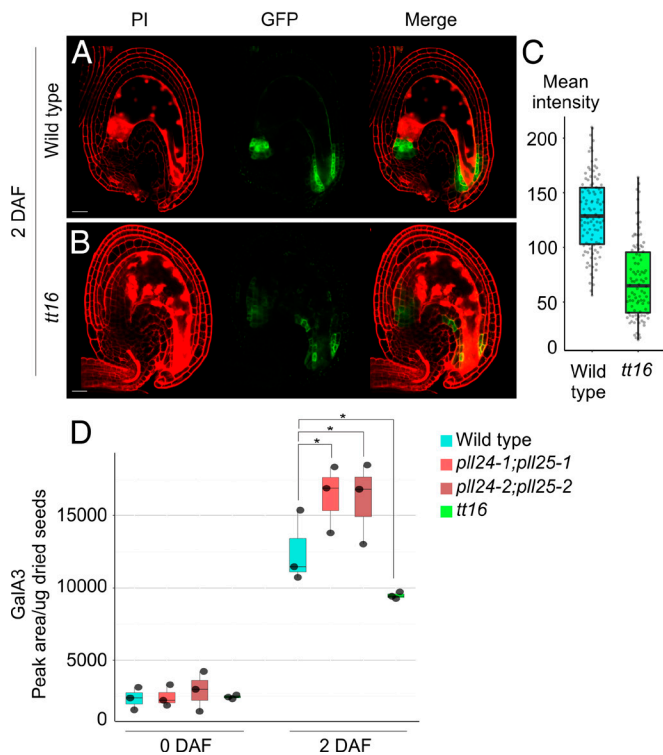 PI GFP Merge
A
Wild type
B
tt16
2 DAF
C
Mean
intensity
200
150
100
50
0
Wild
type
tt16
D
Wild type
pll24-1;pll25-1
pll24-2;pll25-2
tt16
* 
*
*
GalA3
Peak area/ug dried seeds
15000
10000
5000
0
0 DAF 2 DAF